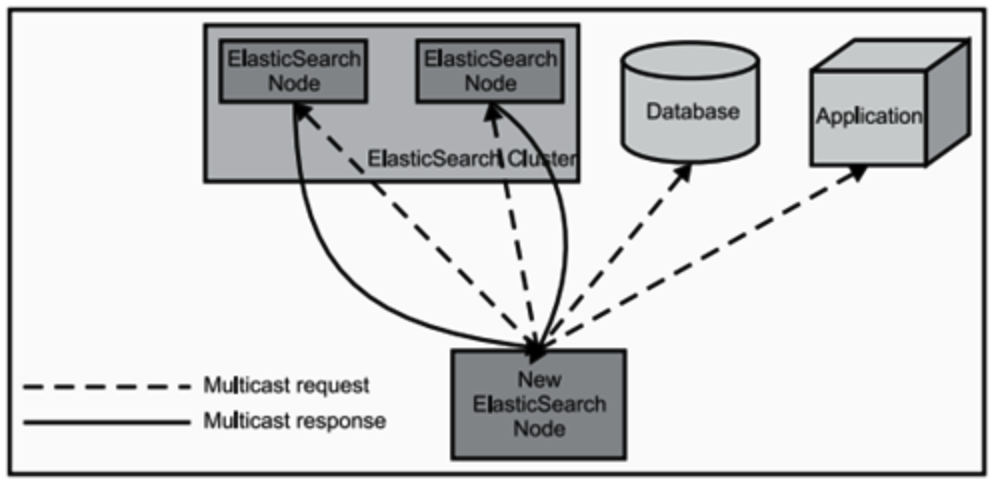 ElasticSearch
Node
ElasticSearch
Node
Database
Application
ElasticSearch Cluster
Multicast request
Multicast response
New
ElasticSearch
Node